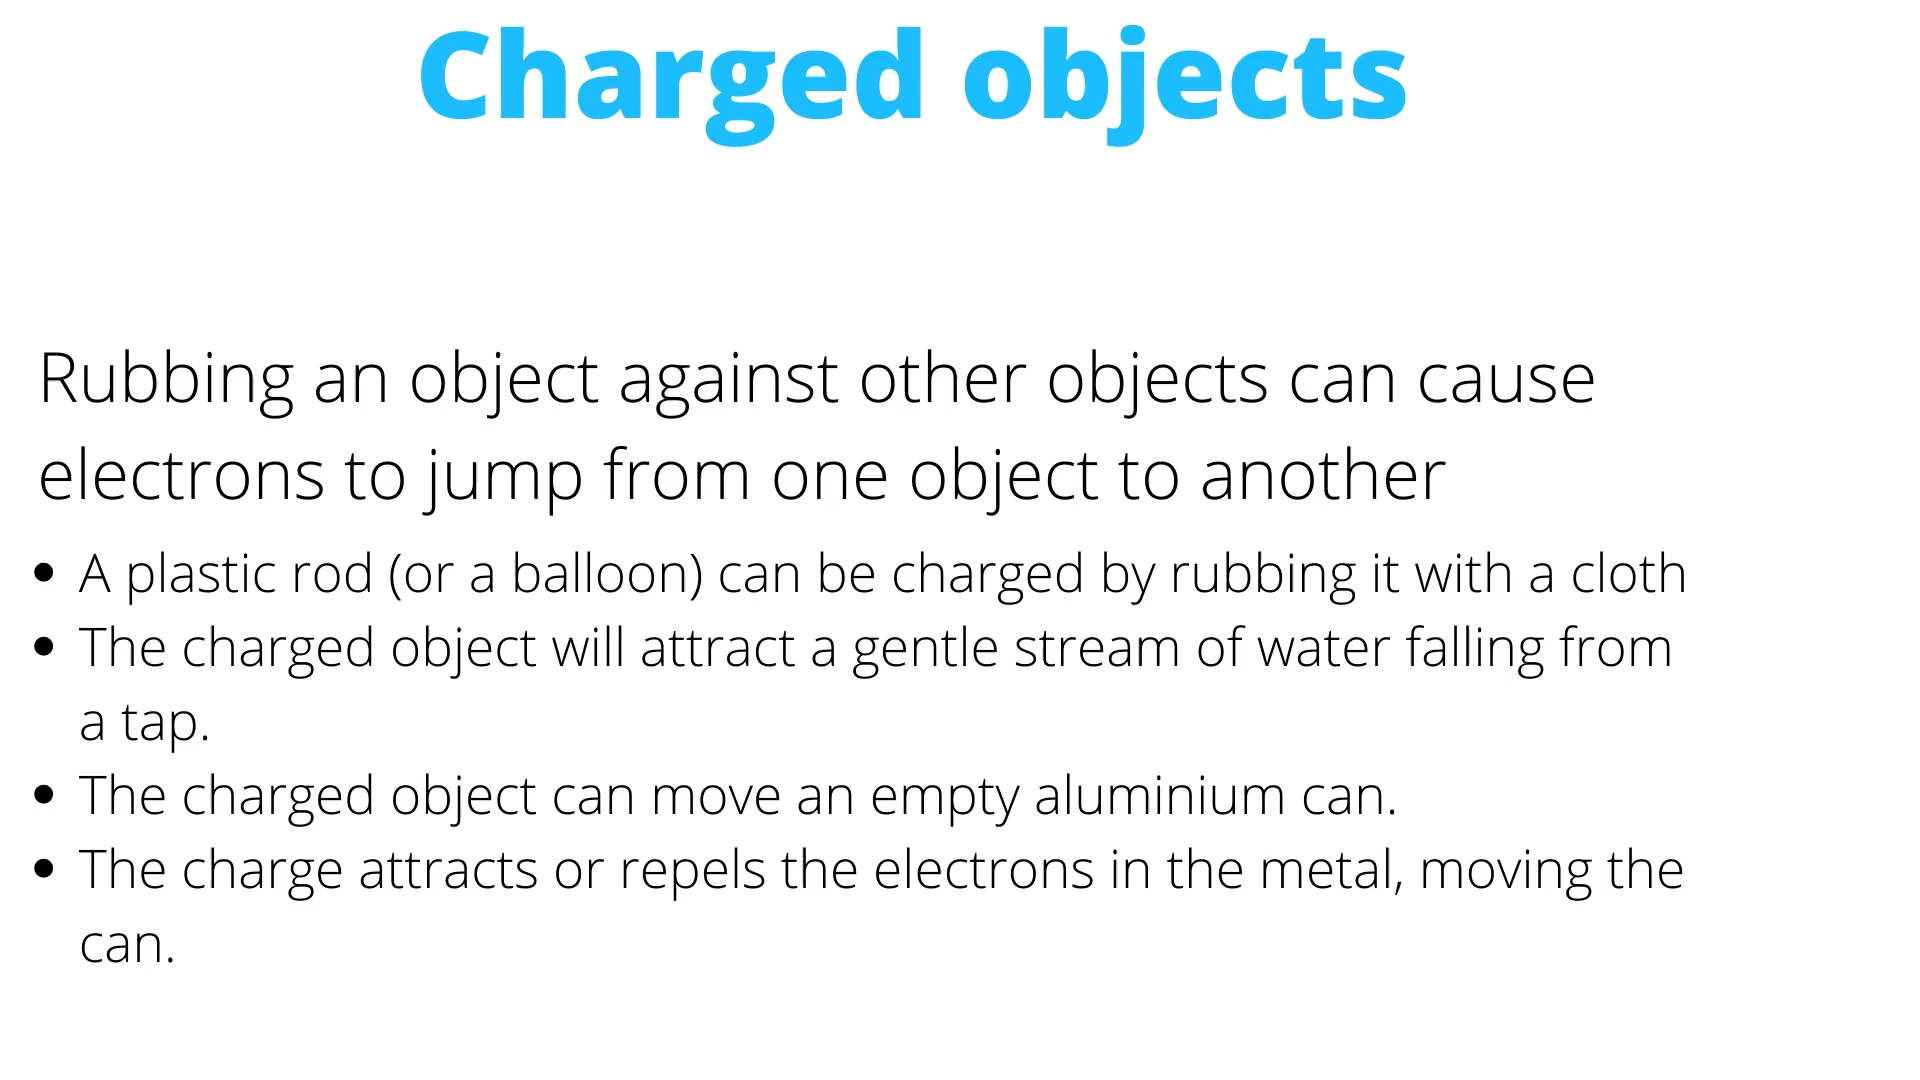 Charged objects
Rubbing an object against other objects can cause
electrons to jump from one object to another
• A plastic rod (or a balloon) can be charged by rubbing it with a cloth
• The charged object will attract a gentle stream of water falling from
a tap.
• The charged object can move an empty aluminium can.
• The charge attracts or repels the electrons in the metal, moving the
can.